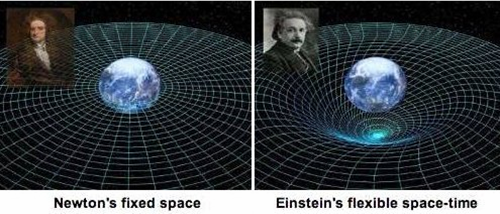 Newton's fixed space
Einstein's flexible space-time